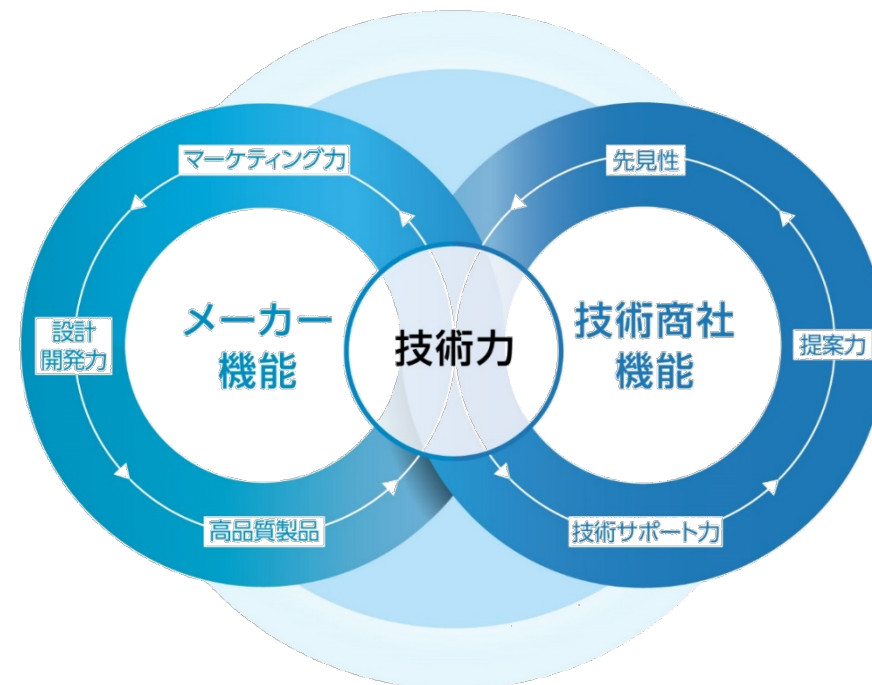 マーケティング力
先見性
設計
開発力
メーカー
機能
技術力
技術商社
機能
提案力
高品質製品
技術サポート力